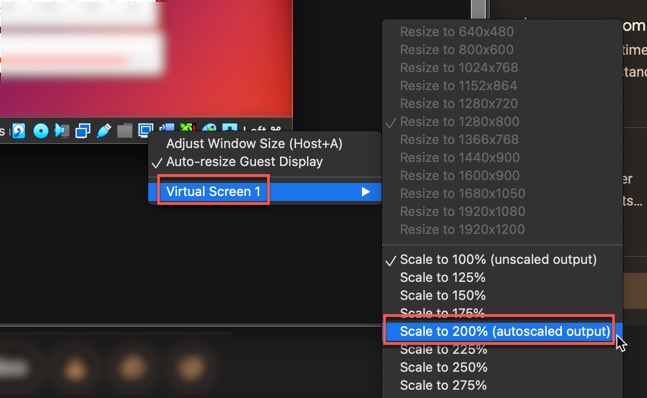 Resize to 640x480
Resize to 800x600
Resize to 1024x768
Resize to 1152x864
Resize to 1280x720
Resize to 1280x800
Resize to 1366x768
Resize to 1440x900
Resize to 1600x900
Resize to 1680x1050
Resize to 1920x1080
Resize to 1920x1200
Scale to 100% (unscaled output)
Scale to 125%
Scale to 150%
Scale to 175%
Scale to 200% (autoscaled output)
Scale to 225%
Scale to 250%
Scale to 275%
Left ⌘
Adjust Window Size (Host+A)
Auto-resize Guest Display
Virtual Screen 1
om
time
tand
er
ts...